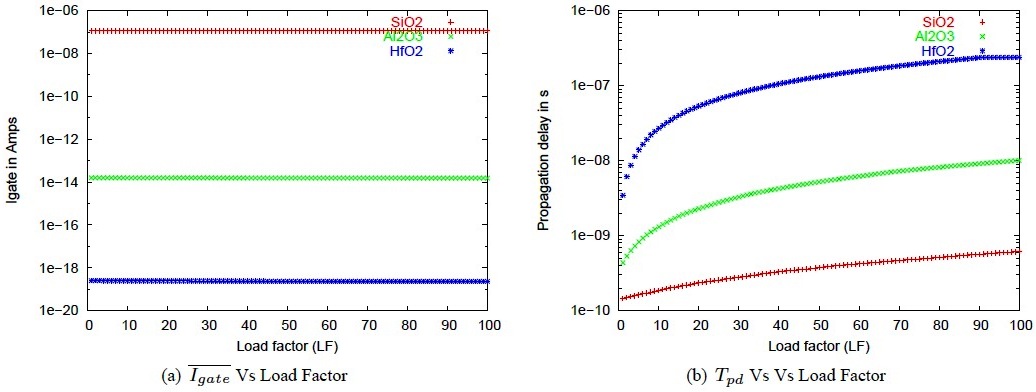 1e−06
1e−08
1e−10
1e−12
1e−14
1e−16
1e−18
1e−20
Igate in Amps
SiO2
Al2O3
HfO2
0 10 20 30 40 50 60 70 80 90 100
Load factor (LF)
(a) Igate Vs Load Factor
1e−06
1e−07
1e−08
1e−09
1e−10
Propagation delay in s
SiO2
Al2O3
HfO2
0 10 20 30 40 50 60 70 80 90 100
Load factor (LF)
(b) Tpd Vs Vs Load Factor